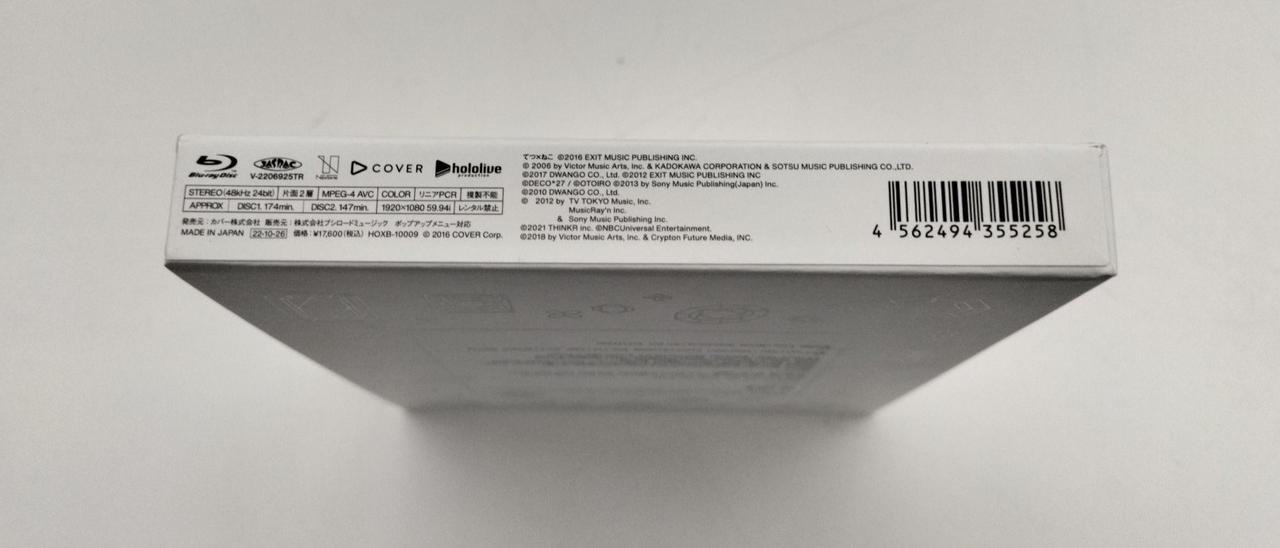 Blu-ray Disc
JASRAC
V-2206925TR
COVER
hololive
production
STEREO(48kHz 24bit) 片面2層 MPEG-4 AVC COLOR リニアPCR 複製不能
APPROX DISC1. 174min. DISC2. 147min. 1920×1080 59.94i レンタル禁止
発売元:カバー株式会社 販売元:株式会社ブシロードミュージック ポップアップメニュー対応
MADE IN JAPAN 22-10-26 価格:¥17,600(税込) HOXB-10009 © 2016 COVER Corp.
てつ×ねこ ©2016 EXIT MUSIC PUBLISHING INC.
© 2006 by Victor Music Arts, Inc. & KADOKAWA CORPORATION & SOTSU MUSIC PUBLISHING CO.,LTD.
©2017 DWANGO CO., Ltd. ©2012 EXIT MUSIC PUBLISHING INC
©DECO*27 / ©OTOIRO ©2013 by Sony Music Publishing(Japan) Inc.
©2010 DWANGO CO., Ltd.
© 2012 by TV TOKYO Music, Inc.
MusicRay'n Inc.
& Sony Music Publishing Inc.
©2021 THINKR inc. ©NBCUniversal Entertainment.
©2018 by Victor Music Arts, Inc. & Crypton Future Media, INC.
4 562494 355258